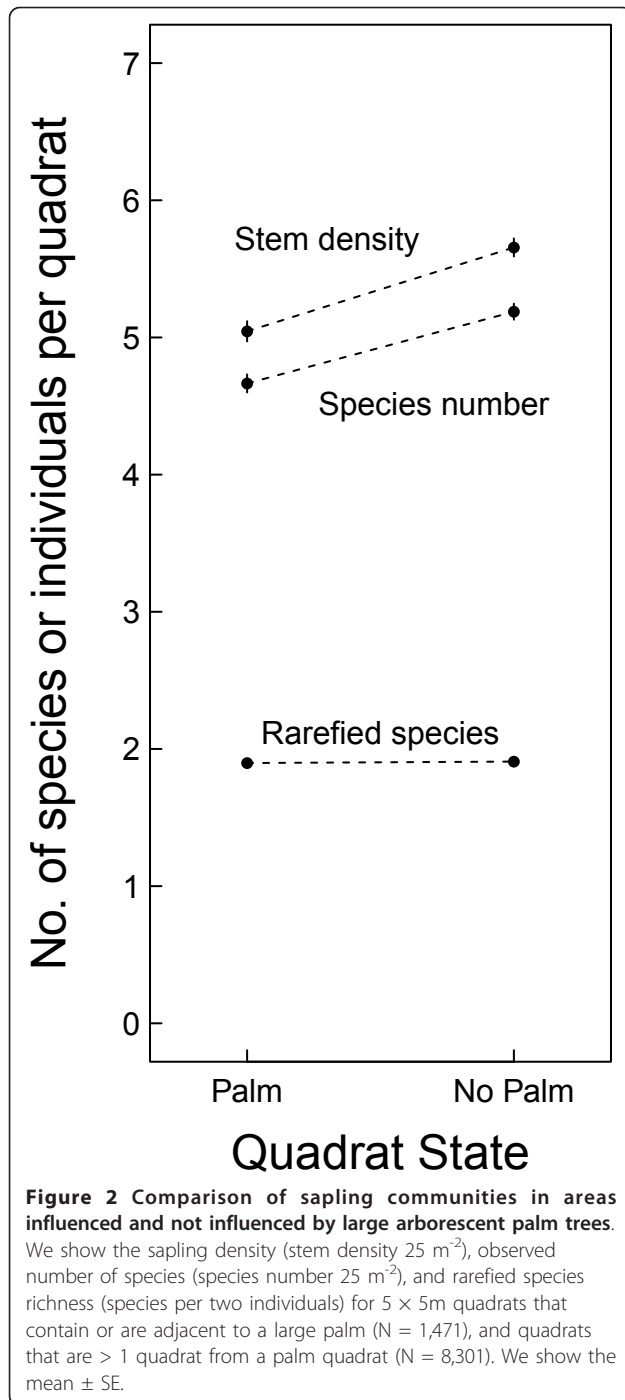 No. of species or individuals per quadrat
7
6
5
4
3
2
1
0
Stem density
Species number
Rarefied species
Palm
No Palm
Quadrat State
Figure 2 Comparison of sapling communities in areas
influenced and not influenced by large arborescent palm trees.
We show the sapling density (stem density 25 m⁻²), observed
number of species (species number 25 m⁻²), and rarefied species
richness (species per two individuals) for 5 × 5m quadrats that
contain or are adjacent to a large palm (N = 1,471), and quadrats
that are > 1 quadrat from a palm quadrat (N = 8,301). We show the
mean ± SE.